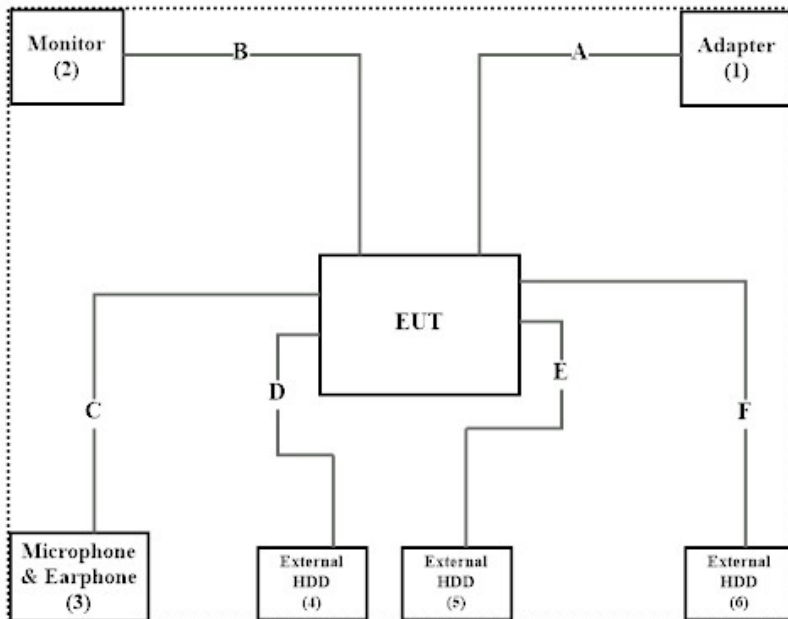 Monitor
(2)
B
A
Adapter
(1)
EUT
C
D
E
F
Microphone
& Earphone
(3)
External
HDD
(4)
External
HDD
(5)
External
HDD
(6)